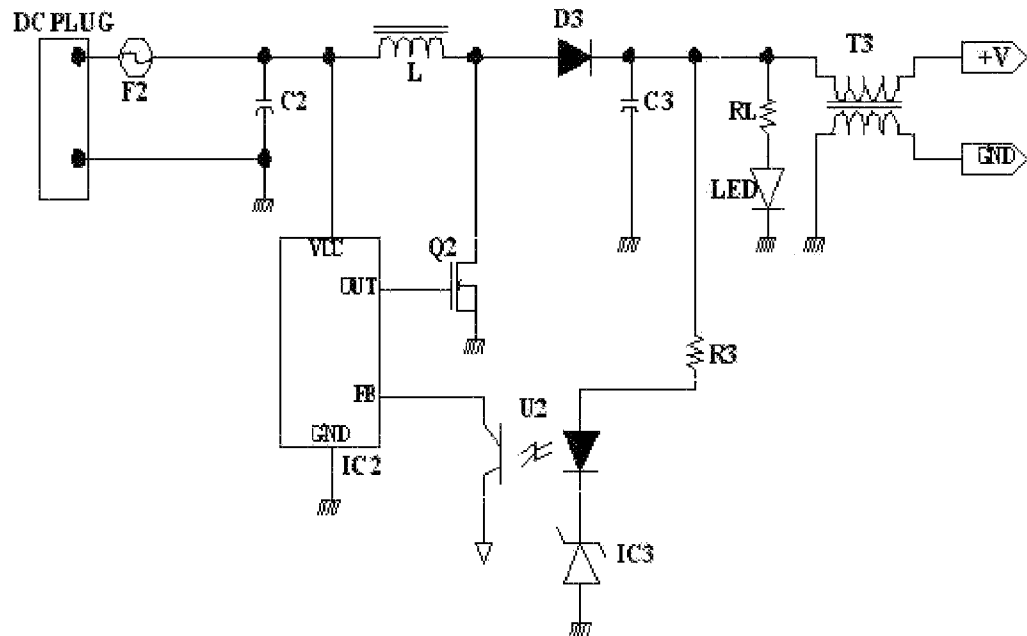 DC PLUG
D3
T3
+V
F2
C2
L
C3
RL
GND
LED
VCC
Q2
OUT
R3
FB
U2
GND
IC2
IC3